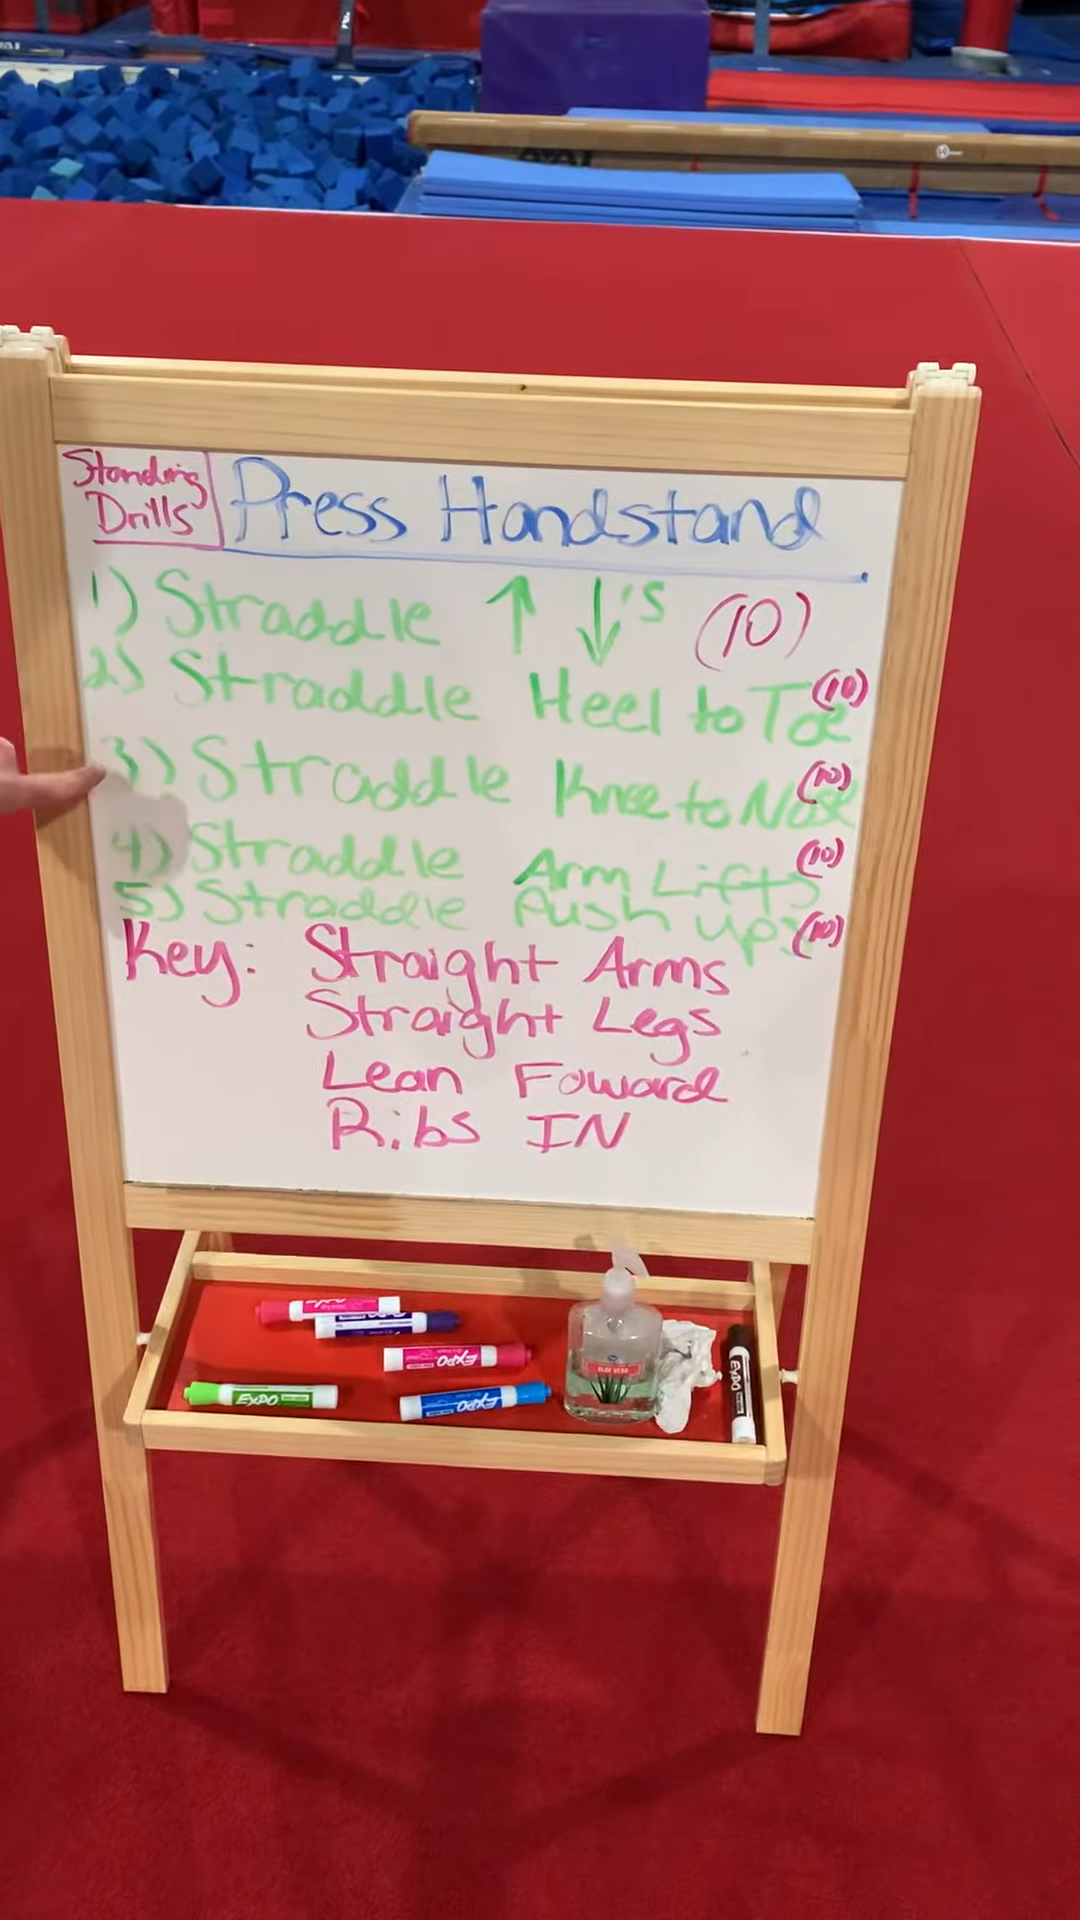 Standing
Drills
Press Handstand
1) Straddle ↑ ↓'s (10)
2) Straddle Heel to Toe (10)
3) Straddle Knee to Nose (10)
4) Straddle Arm Lifts (10)
5) Straddle Push ups (10)
Key: Straight Arms
Straight Legs
Lean Foward
Ribs IN
EXPO
EXPO
EXPO
EXPO
ALOE VERA